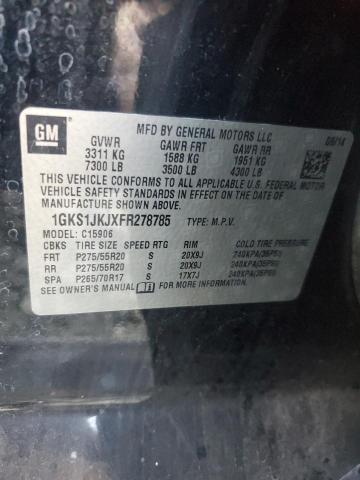 GM
MFD BY GENERAL MOTORS LLC
08/14
GVWR GAWR FRT GAWR RR
3311 KG 1588 KG 1951 KG
7300 LB 3500 LB 4300 LB
THIS VEHICLE CONFORMS TO ALL APPLICABLE U.S. FEDERAL MOTOR
VEHICLE SAFETY STANDARDS IN EFFECT ON THE DATE OF
MANUFACTURE SHOWN ABOVE.
1GKS1JKJXFR278785 TYPE: M.P.V.
MODEL: C15906
CBKS TIRE SIZE SPEED RTG RIM COLD TIRE PRESSURE
FRT P275/55R20 S 20X9J 240KPA(35PSI)
RR P275/55R20 S 20X9J 240KPA(35PSI)
SPA P265/70R17 S 17X7J 240KPA(35PSI)
SEE OWNER'S MANUAL FOR ADDITIONAL INFORMATION